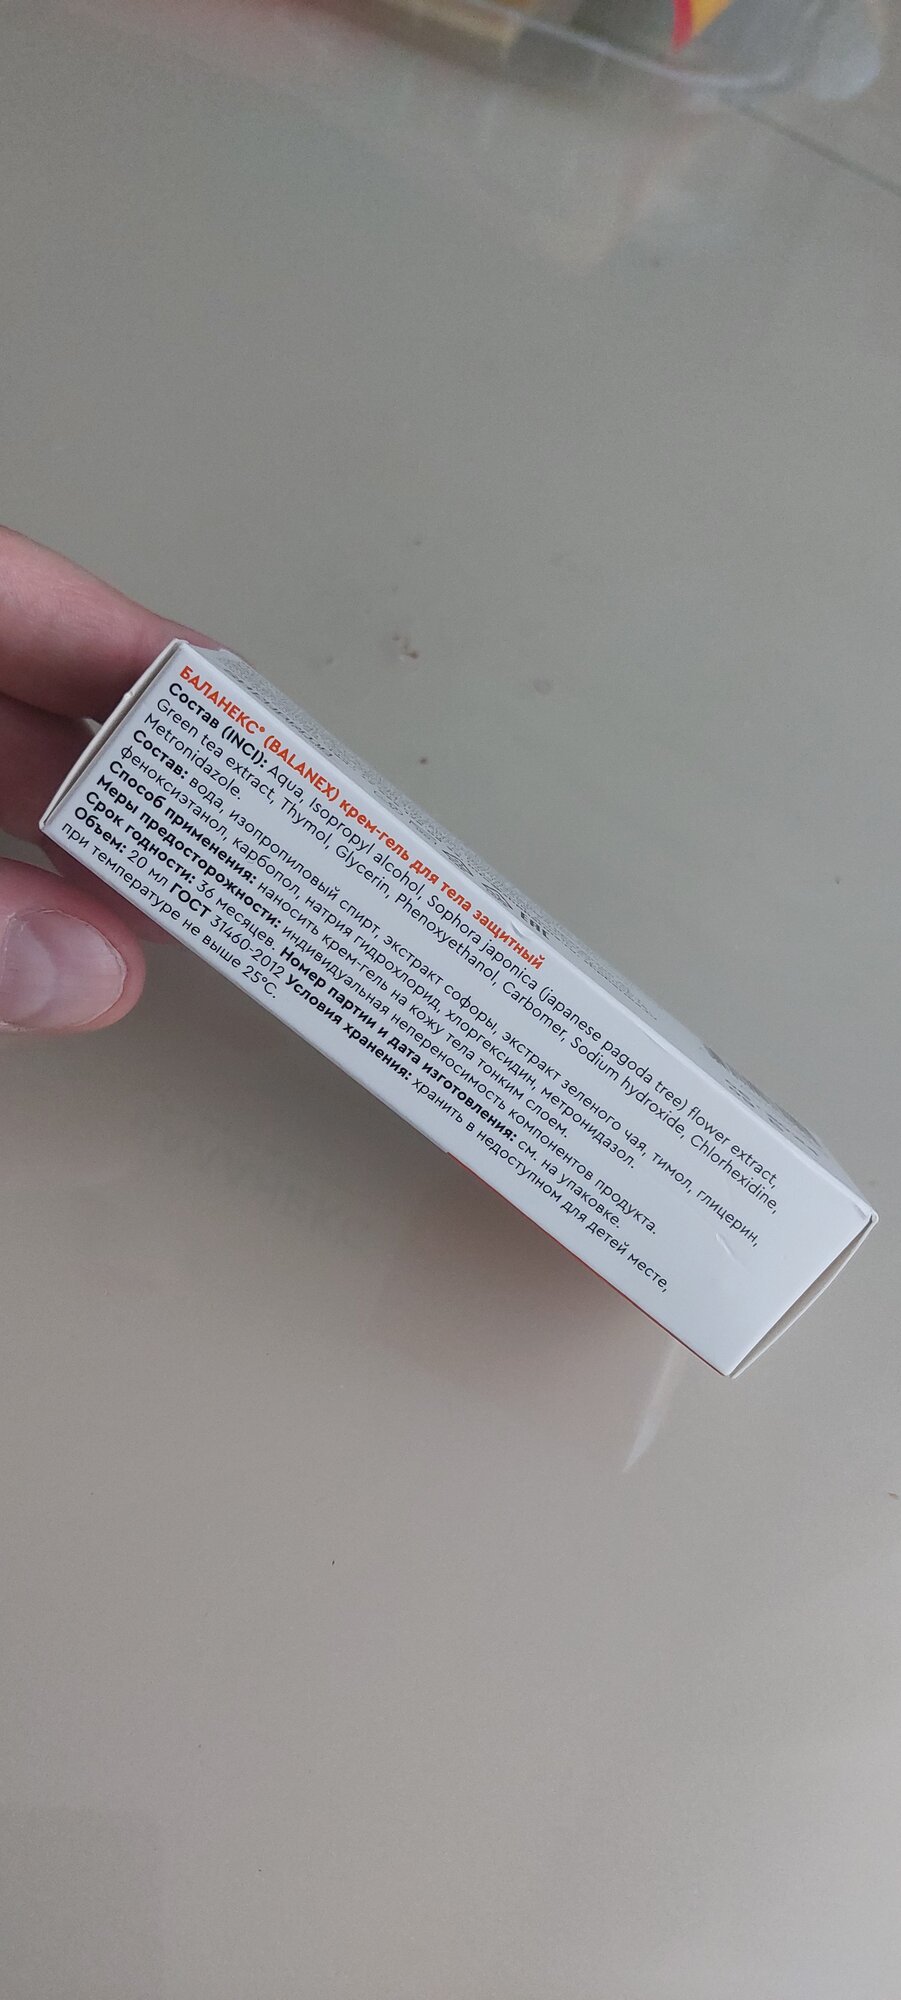 БАЛАНЕКС® (BALANEX) крем-гель для тела защитный
Состав (INCI): Aqua, Isopropyl alcohol, Sophora japonica (japanese pagoda tree) flower extract,
Green tea extract, Thymol, Glycerin, Phenoxyethanol, Carbomer, Sodium hydroxide, Chlorhexidine,
Metronidazole.
Состав: вода, изопропиловый спирт, экстракт софоры, экстракт зеленого чая, тимол, глицерин,
феноксиэтанол, карбопол, натрия гидрохлорид, хлоргексидин, метронидазол.
Способ применения: наносить крем-гель на кожу тела тонким слоем.
Меры предосторожности: индивидуальная непереносимость компонентов продукта.
Срок годности: 36 месяцев. Номер партии и дата изготовления: см. на упаковке.
Объем: 20 мл ГОСТ 31460-2012 Условия хранения: хранить в недоступном для детей месте,
при температуре не выше 25°C.